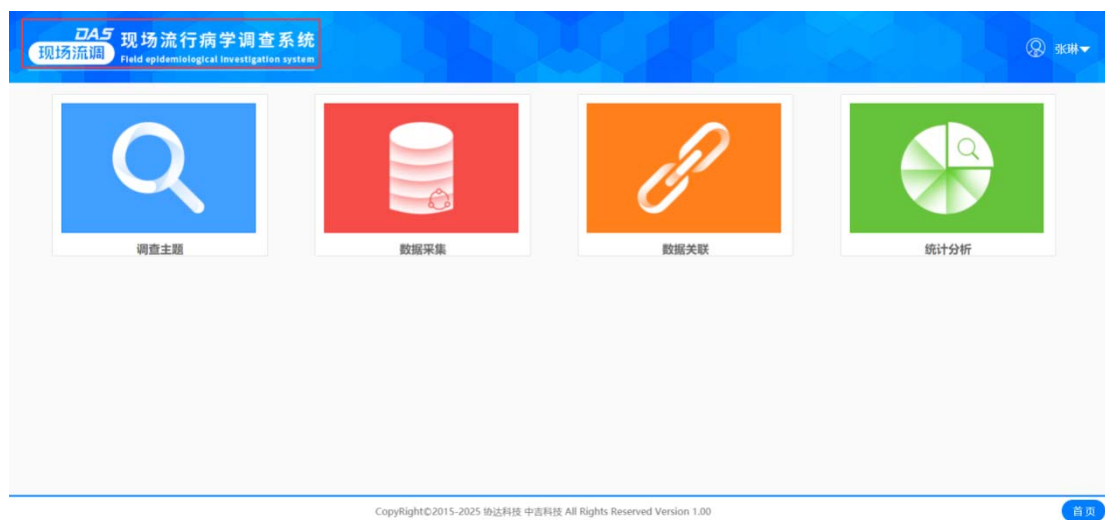 DAS
现场流调
现场流行病学调查系统
Field epidemiological investigation system
张琳
调查主题
数据采集
数据关联
统计分析
CopyRight©2015-2025 协达科技 中吉科技 All Rights Reserved Version 1.00
首页